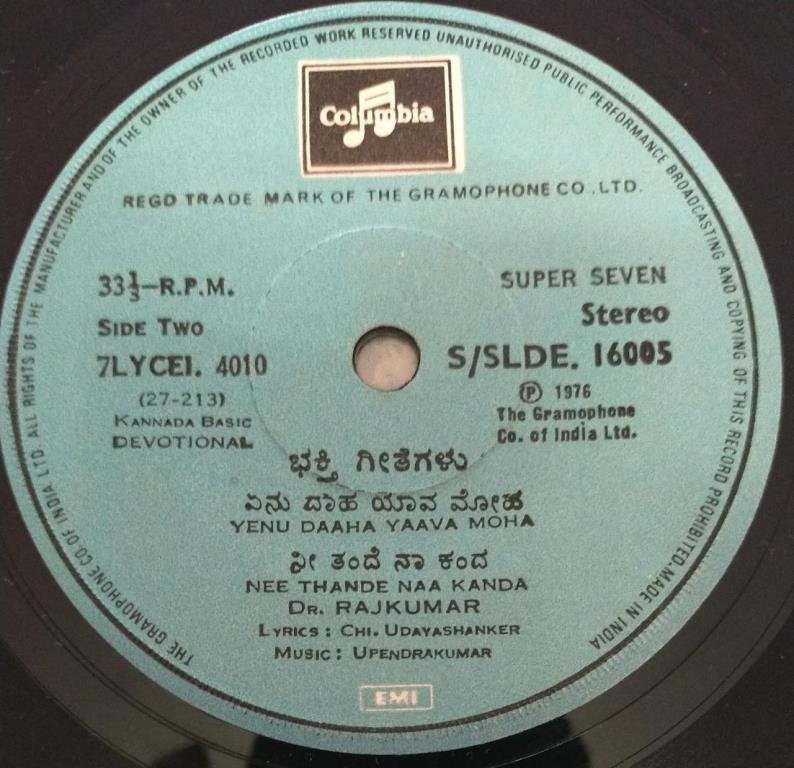 THE GRAMOPHONE CO. OF INDIA LTD. ALL RIGHTS OF THE MANUFACTURER AND OF THE OWNER OF THE RECORDED WORK RESERVED UNAUTHORISED PUBLIC PERFORMANCE BROADCASTING AND COPYING OF THIS RECORD PROHIBITED. MADE IN INDIA
Columbia
REGD TRADE MARK OF THE GRAMOPHONE CO., LTD.
33⅓–R.P.M.
SIDE TWO
7LYCEI. 4010
(27-213)
KANNADA BASIC
DEVOTIONAL
SUPER SEVEN
Stereo
S/SLDE. 16005
Ⓟ 1976
The Gramophone
Co. of India Ltd.
ಭಕ್ತಿ ಗೀತೆಗಳು
ಏನು ದಾಹ ಯಾವ ಮೋಹ
YENU DAAHA YAAVA MOHA
ನೀ ತಂದೆ ನಾ ಕಂದ
NEE THANDE NAA KANDA
DR. RAJKUMAR
LYRICS : CHI. UDAYASHANKER
MUSIC : UPENDRAKUMAR
EMI